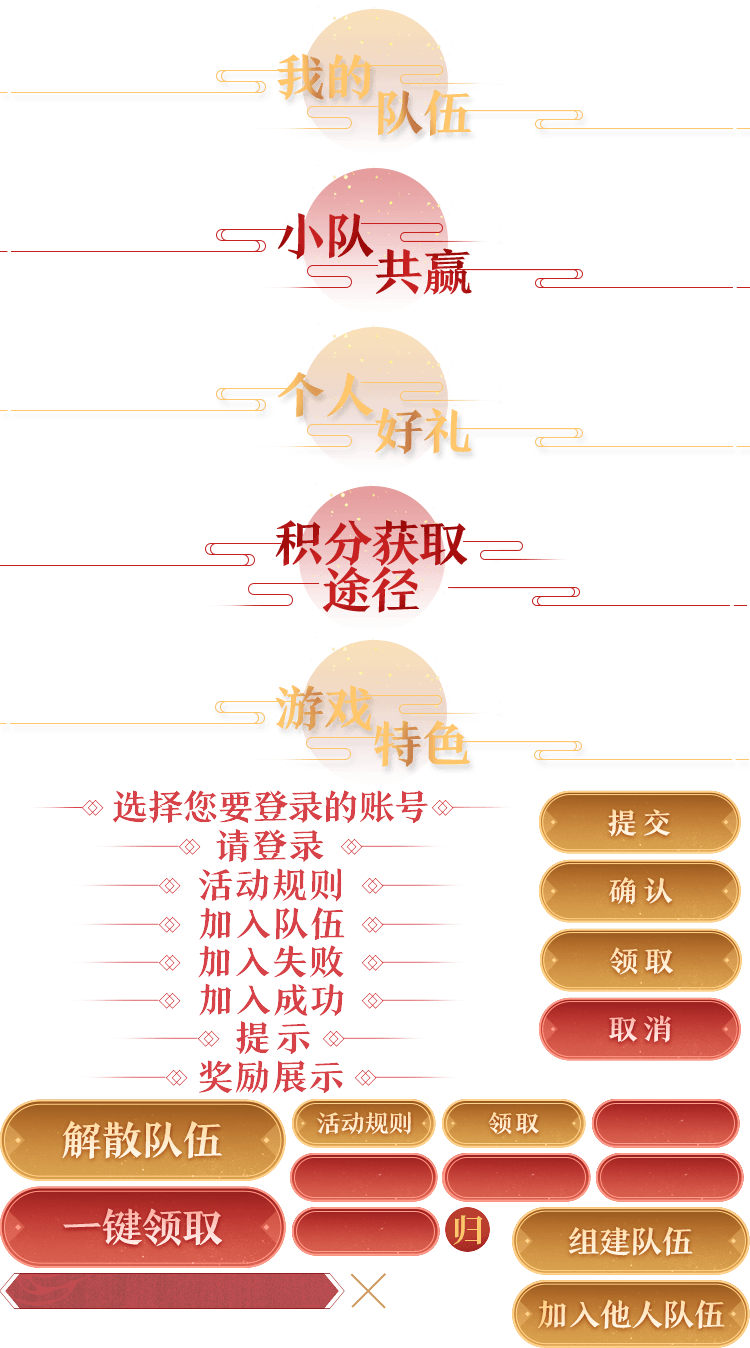 我的
队伍
小队
共赢
个人
好礼
积分获取
途径
游戏
特色
选择您要登录的账号
请登录
活动规则
加入队伍
加入失败
加入成功
提示
奖励展示
提交
确认
领取
取消
解散队伍
活动规则
领取
一键领取
归
组建队伍
加入他人队伍